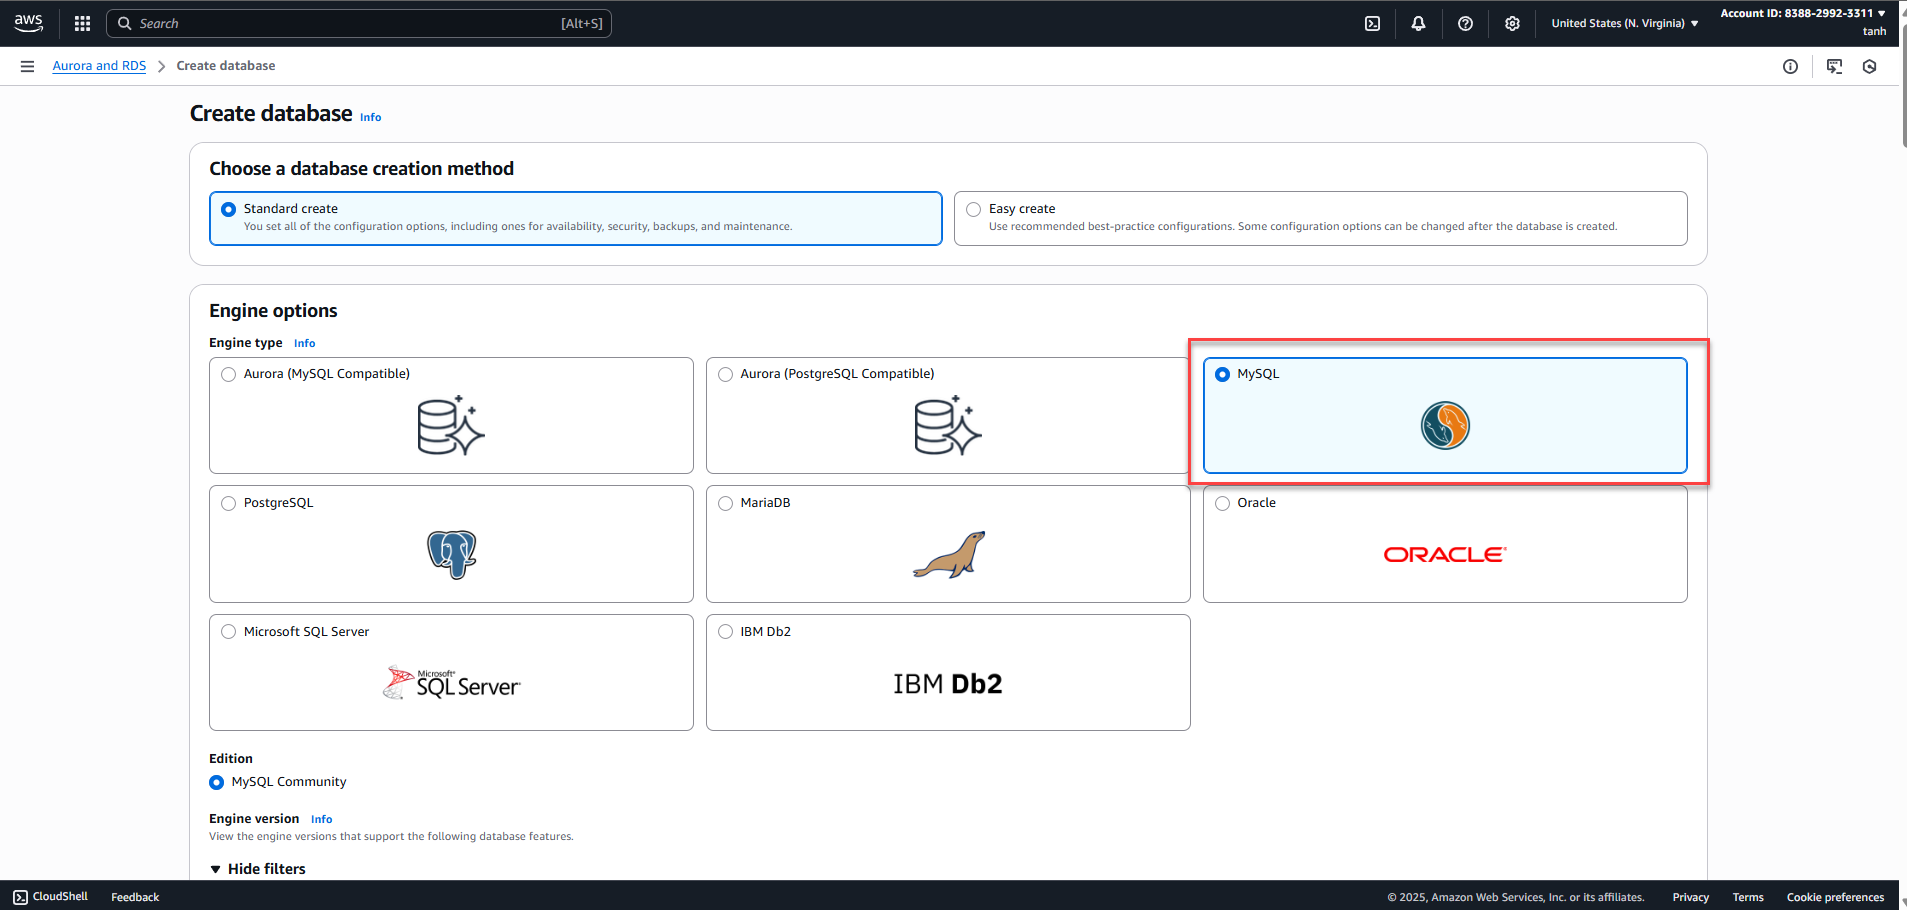 aws
Search [Alt+S]
United States (N. Virginia)
Account ID: 8388-2992-3311
tanh
Aurora and RDS
Create database
Create database Info
Choose a database creation method
Standard create
You set all of the configuration options, including ones for availability, security, backups, and maintenance.
Easy create
Use recommended best-practice configurations. Some configuration options can be changed after the database is created.
Engine options
Engine type Info
Aurora (MySQL Compatible)
Aurora (PostgreSQL Compatible)
MySQL
PostgreSQL
MariaDB
Oracle
ORACLE
Microsoft SQL Server
Microsoft
SQL Server
IBM Db2
IBM Db2
Edition
MySQL Community
Engine version Info
View the engine versions that support the following database features.
Hide filters
CloudShell
Feedback
© 2025, Amazon Web Services, Inc. or its affiliates.
Privacy
Terms
Cookie preferences